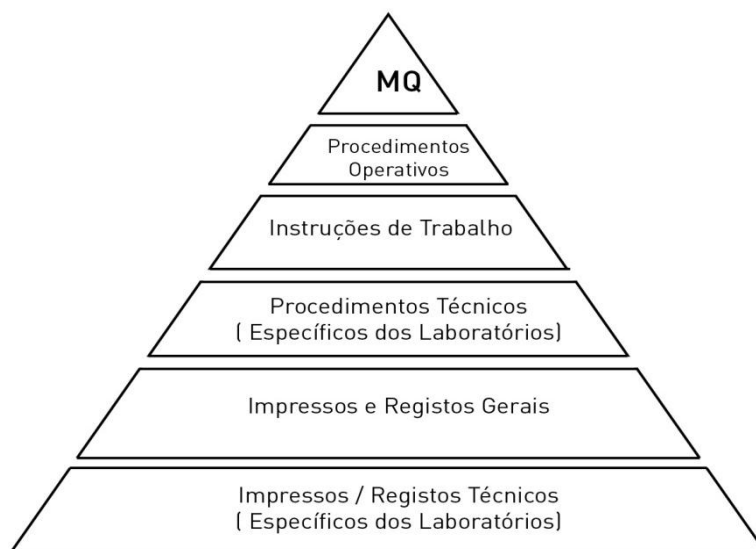 MQ
Procedimentos
Operativos
Instruções de Trabalho
Procedimentos Técnicos
( Específicos dos Laboratórios)
Impressos e Registos Gerais
Impressos / Registos Técnicos
( Específicos dos Laboratórios)